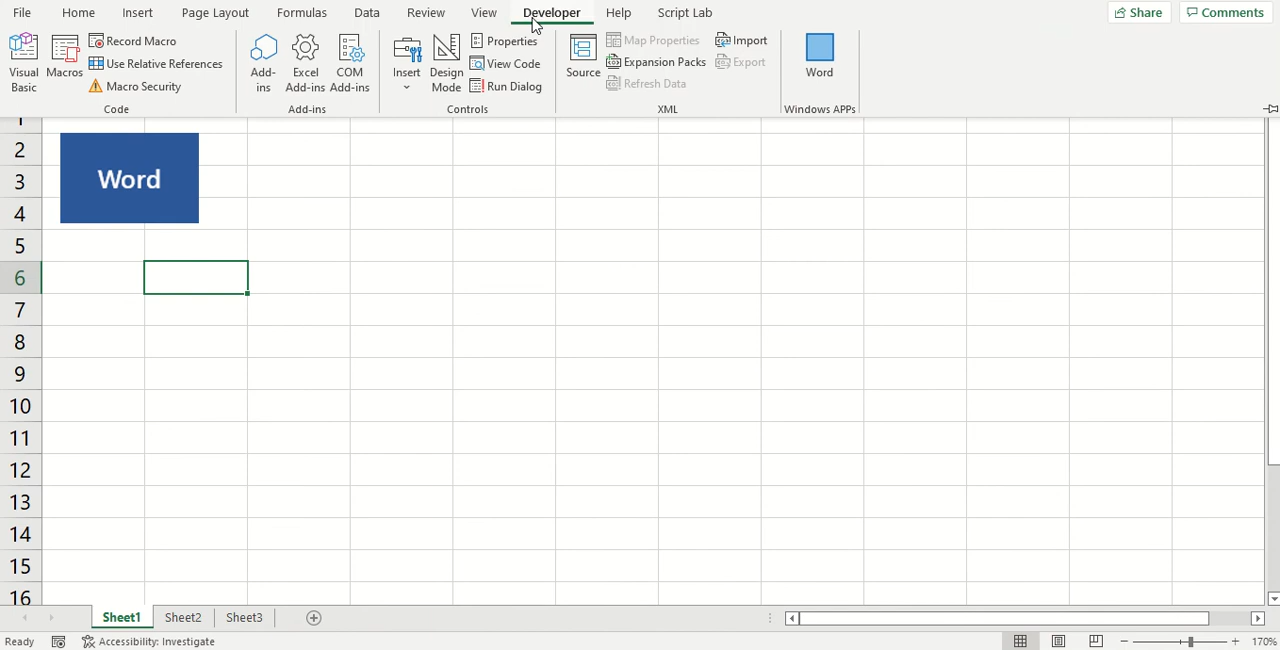 File Home Insert Page Layout Formulas Data Review View Developer Help Script Lab Share Comments
Visual Basic
Macros
Record Macro
Use Relative References
Macro Security
Code
Add-ins
Excel Add-ins
COM Add-ins
Add-ins
Insert
Design Mode
Properties
View Code
Run Dialog
Controls
Source
Map Properties
Expansion Packs
Refresh Data
Import
Export
XML
Word
Windows APPs
1
2
Word
3
4
5
6
7
8
9
10
11
12
13
14
15
16
Sheet1 Sheet2 Sheet3
Ready Accessibility: Investigate 170%